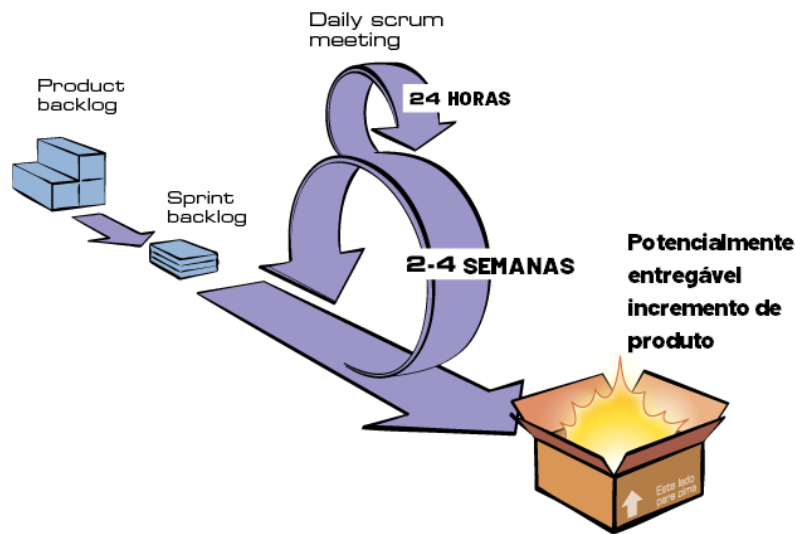 Daily scrum
meeting
24 HORAS
Product
backlog
Sprint
backlog
2-4 SEMANAS
Potencialmente
entregável
incremento de
produto
Este lado
para cima